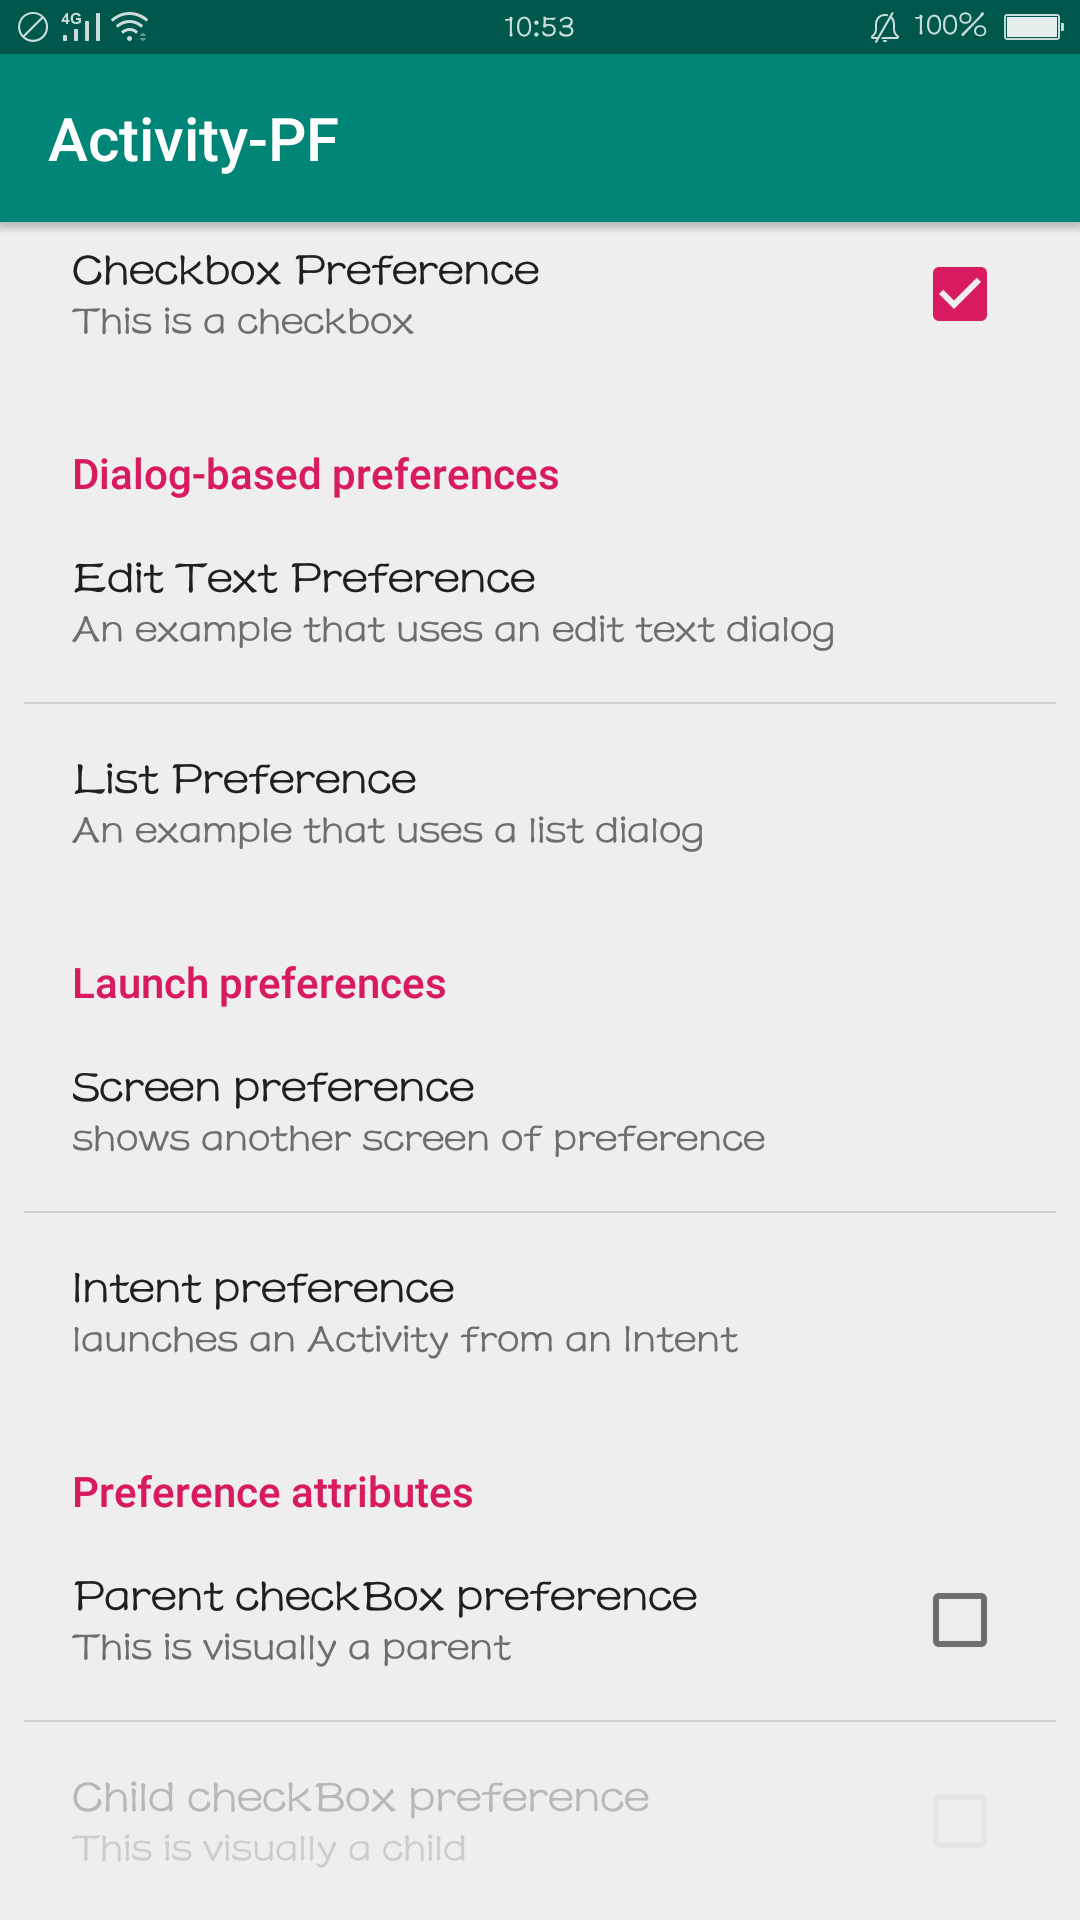 4G 10:53 100%
Activity-PF
Checkbox Preference
This is a checkbox
Dialog-based preferences
Edit Text Preference
An example that uses an edit text dialog
List Preference
An example that uses a list dialog
Launch preferences
Screen preference
shows another screen of preference
Intent preference
launches an Activity from an Intent
Preference attributes
Parent checkBox preference
This is visually a parent
Child checkBox preference
This is visually a child